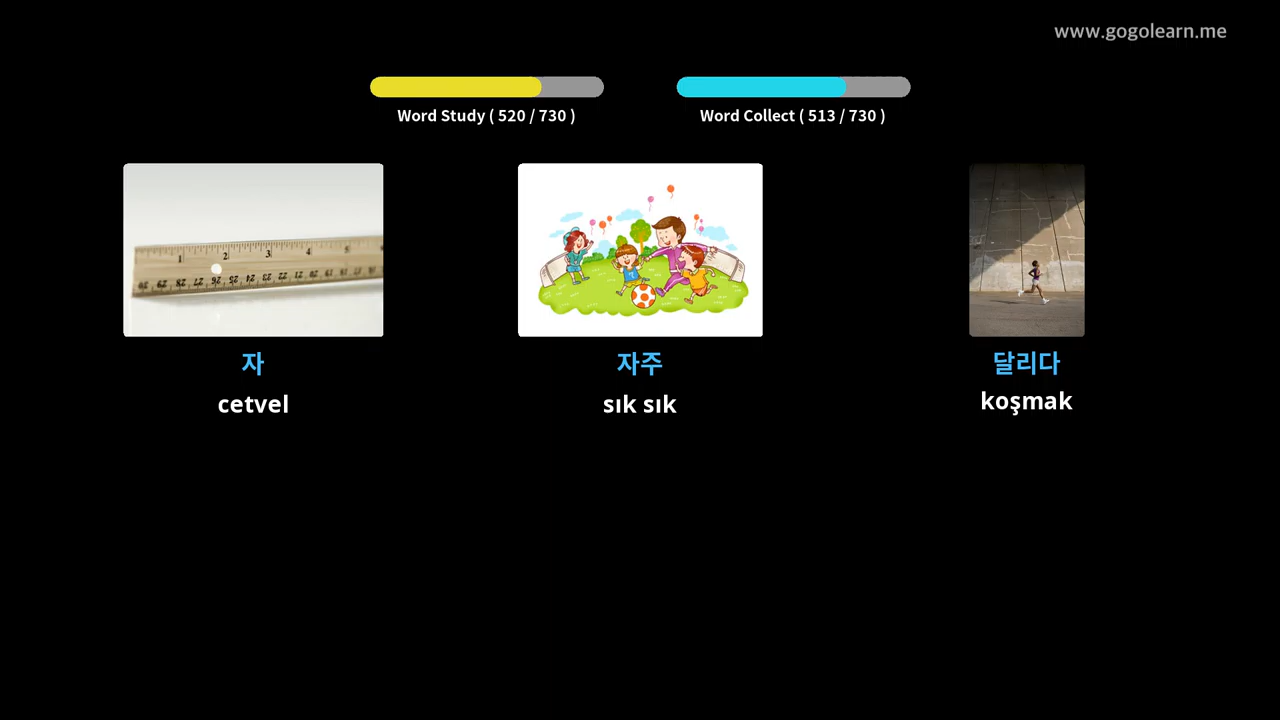 www.gogolearn.me
Word Study ( 520 / 730 )
Word Collect ( 513 / 730 )
자
자주
달리다
cetvel
sık sık
koşmak